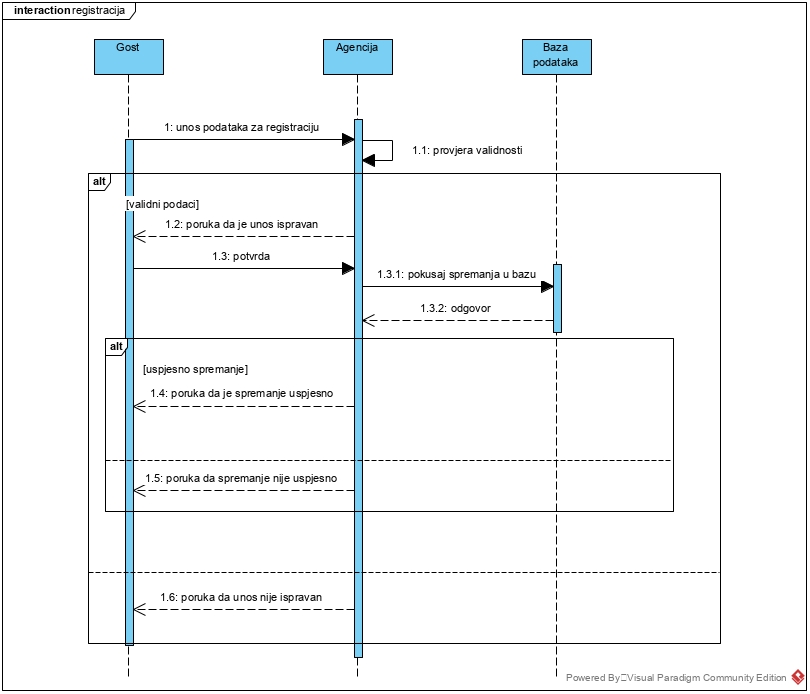 interaction registracija
Gost
Agencija
Baza
podataka
1: unos podataka za registraciju
1.1: provjera validnosti
alt
[validni podaci]
1.2: poruka da je unos ispravan
1.3: potvrda
1.3.1: pokusaj spremanja u bazu
1.3.2: odgovor
alt
[uspjesno spremanje]
1.4: poruka da je spremanje uspjesno
1.5: poruka da spremanje nije uspjesno
1.6: poruka da unos nije ispravan
Powered By Visual Paradigm Community Edition